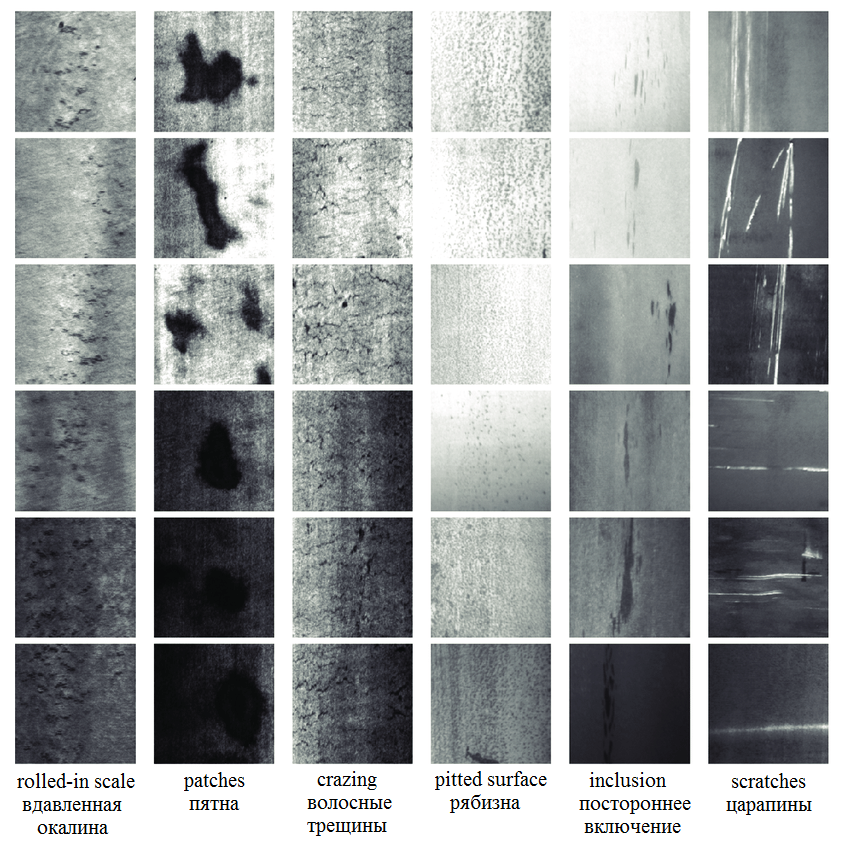 rolled-in scale
вдавленная
окалина
patches
пятна
crazing
волосные
трещины
pitted surface
рябизна
inclusion
постороннее
включение
scratches
царапины